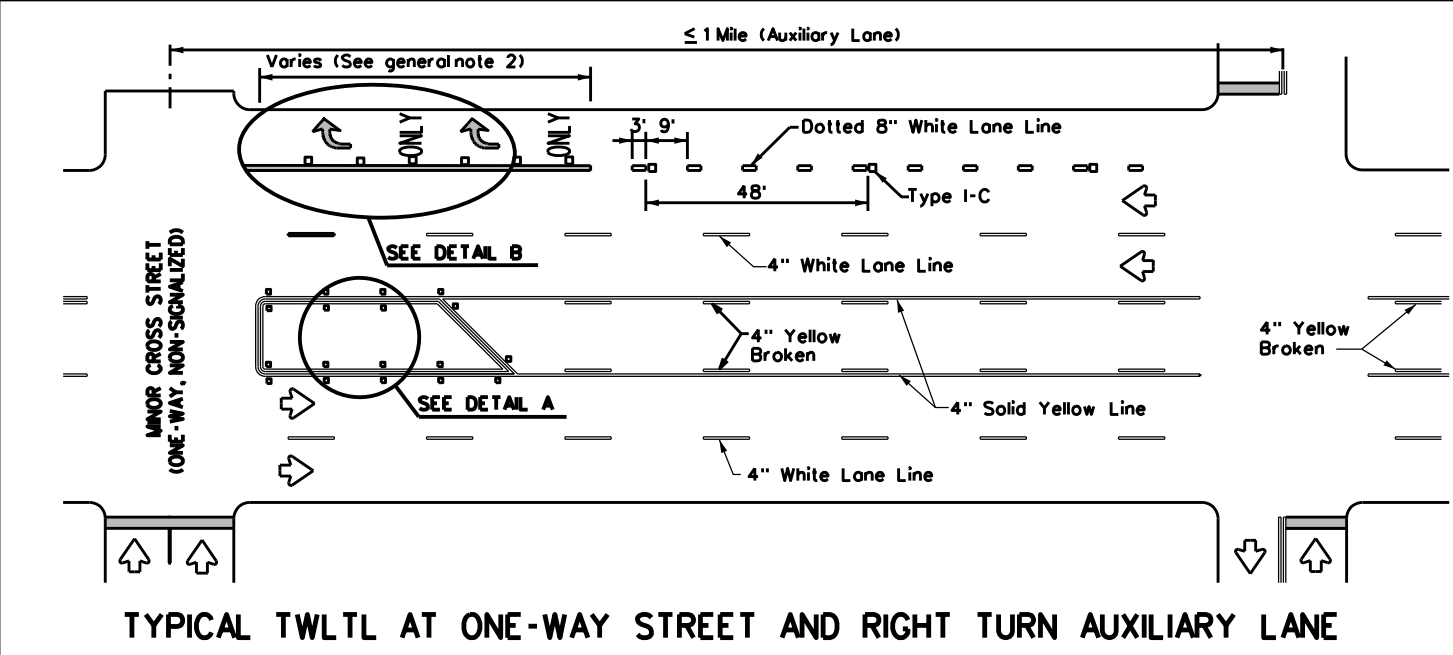 ≤ 1 Mile (Auxiliary Lane)
Varies (See general note 2)
ONLY
ONLY
3' 9'
Dotted 8" White Lane Line
48'
Type I-C
SEE DETAIL B
4" White Lane Line
MINOR CROSS STREET
(ONE-WAY, NON-SIGNALIZED)
4" Yellow
Broken
4" Yellow
Broken
SEE DETAIL A
4" Solid Yellow Line
4" White Lane Line
TYPICAL TWLTL AT ONE-WAY STREET AND RIGHT TURN AUXILIARY LANE